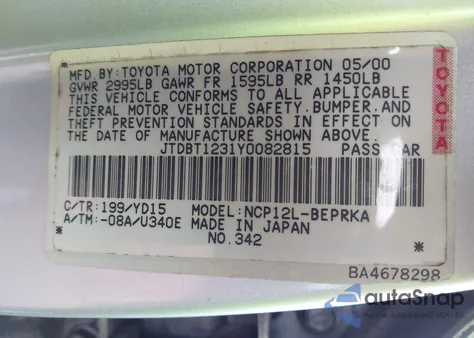 MFD.BY:TOYOTA MOTOR CORPORATION 05/00
GVWR 2995LB GAWR FR 1595LB RR 1450LB
THIS VEHICLE CONFORMS TO ALL APPLICABLE
FEDERAL MOTOR VEHICLE SAFETY.BUMPER.AND
THEFT PREVENTION STANDARDS IN EFFECT ON
THE DATE OF MANUFACTURE SHOWN ABOVE.
JTDBT1231Y0082815 PASS CAR
TOYOTA
C/TR:199/YD15 MODEL:NCP12L-BEPRKA
A/TM:-08A/U340E MADE IN JAPAN
NO.342
BA4678298
autoSnap